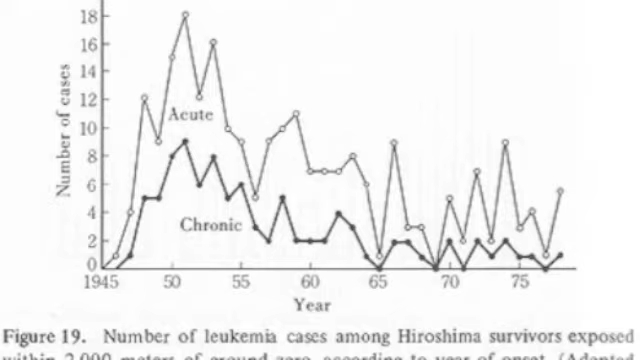 18
16
14
12
10
8
6
4
2
0
Number of cases
Acute
Chronic
1945 50 55 60 65 70 75
Year
Figure 19. Number of leukemia cases among Hiroshima survivors exposed
within 2,000 meters of ground zero, according to year of onset. (Adapted